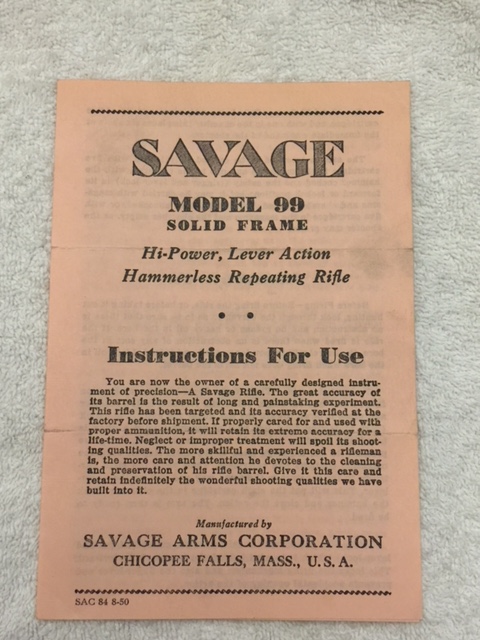 SAVAGE
MODEL 99
SOLID FRAME
Hi-Power, Lever Action
Hammerless Repeating Rifle
• •
Instructions For Use
You are now the owner of a carefully designed instru-
ment of precision—A Savage Rifle. The great accuracy of
its barrel is the result of long and painstaking experiment.
This rifle has been targeted and its accuracy verified at the
factory before shipment. If properly cared for and used with
proper ammunition, it will retain its extreme accuracy for a
life-time. Neglect or improper treatment will spoil its shoot-
ing qualities. The more skillful and experienced a rifleman
is, the more care and attention he devotes to the cleaning
and preservation of his rifle barrel. Give it this care and
retain indefinitely the wonderful shooting qualities we have
built into it.
Manufactured by
SAVAGE ARMS CORPORATION
CHICOPEE FALLS, MASS., U. S. A.
SAC 84 8-50